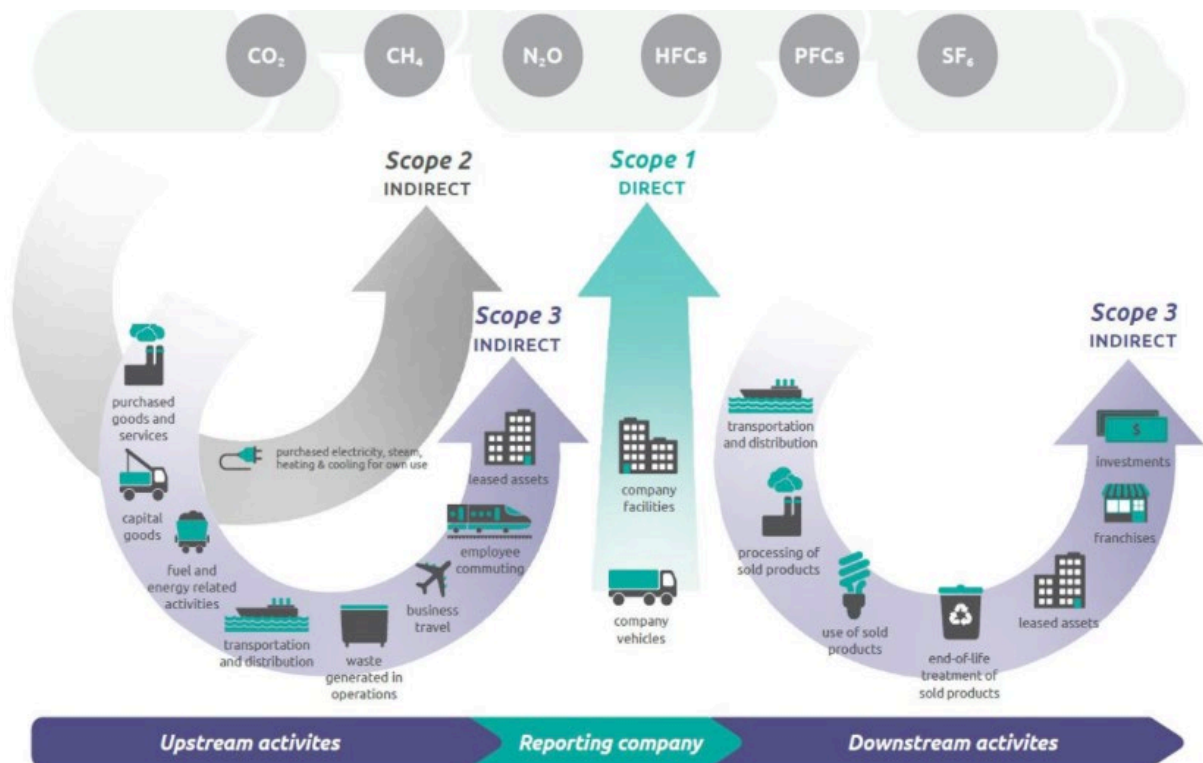 CO₂
CH₄
N₂O
HFCs
PFCs
SF₆
Scope 2
INDIRECT
Scope 1
DIRECT
Scope 3
INDIRECT
Scope 3
INDIRECT
purchased
goods and
services
capital
goods
fuel and
energy related
activities
purchased electricity, steam,
heating & cooling for own use
transportation
and distribution
waste
generated in
operations
business
travel
employee
commuting
leased assets
company
facilities
company
vehicles
transportation
and distribution
processing of
sold products
use of sold
products
end-of-life
treatment of
sold products
leased assets
franchises
$
investments
Upstream activites
Reporting company
Downstream activites